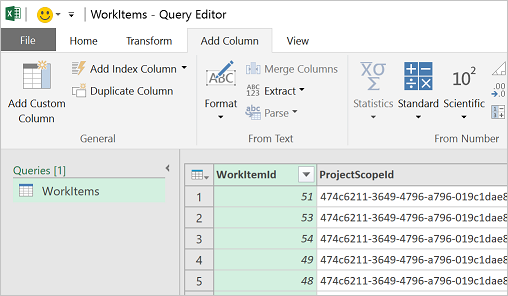 WorkItems - Query Editor
File Home Transform Add Column View
Add Custom Column
Add Index Column
Duplicate Column
General
ABC
Format
Merge Columns
ABC 123 Extract
abc Parse
From Text
XσΣ
Statistics
Standard
10² Scientific
.00
From Number
Queries [1]
WorkItems
WorkItemId ProjectScopeId
1 51 474c6211-3649-4796-a796-019c1dae8
2 53 474c6211-3649-4796-a796-019c1dae8
3 54 474c6211-3649-4796-a796-019c1dae8
4 49 474c6211-3649-4796-a796-019c1dae8
5 48 474c6211-3649-4796-a796-019c1dae8